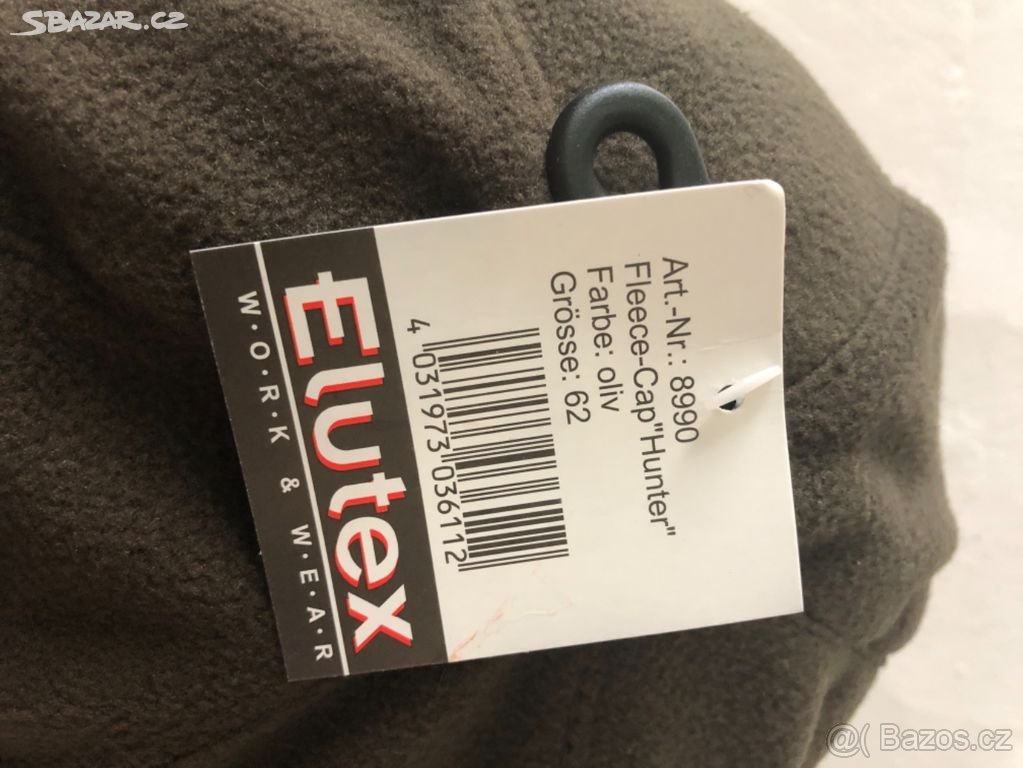 SBAZAR.CZ
Art.-Nr.: 8990
Fleece-Cap"Hunter"
Farbe: oliv
Grösse: 62
4 031973 036112
Elutex
W·O·R·K & W·E·A·R
@( Bazos.cz